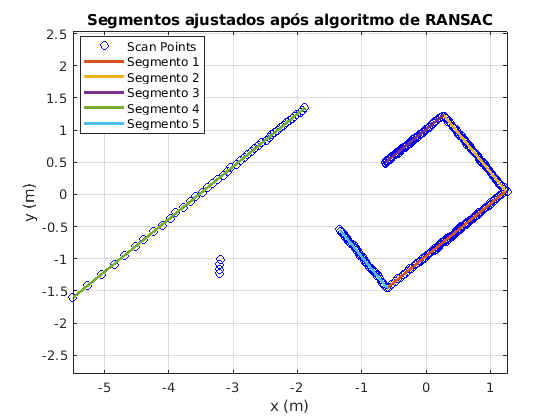 Segmentos ajustados após algoritmo de RANSAC
Scan Points
Segmento 1
Segmento 2
Segmento 3
Segmento 4
Segmento 5
2.5
2
1.5
1
0.5
0
-0.5
-1
-1.5
-2
-2.5
y (m)
-5 -4 -3 -2 -1 0 1
x (m)